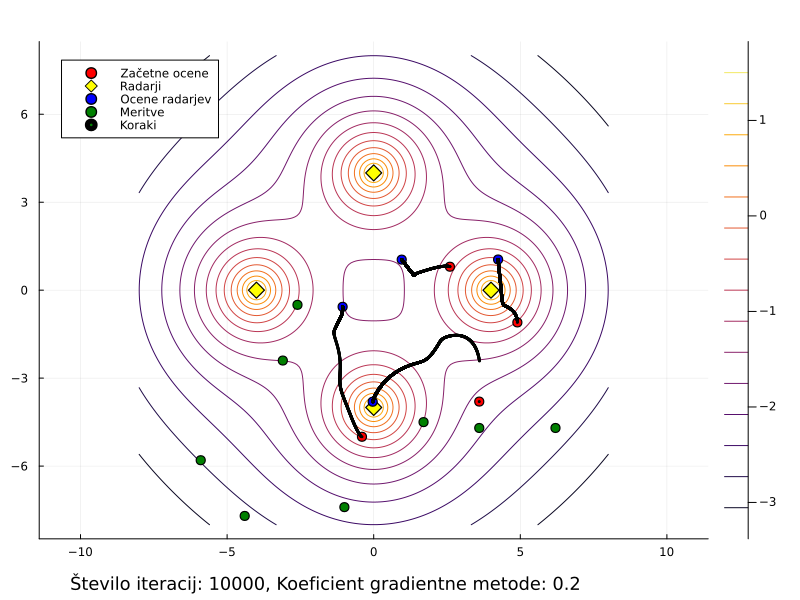 Začetne ocene
Radarji
Ocene radarjev
Meritve
Koraki
6
3
0
−3
−6
−10
−5
0
5
10
1
0
−1
−2
−3
Število iteracij: 10000, Koeficient gradientne metode: 0.2